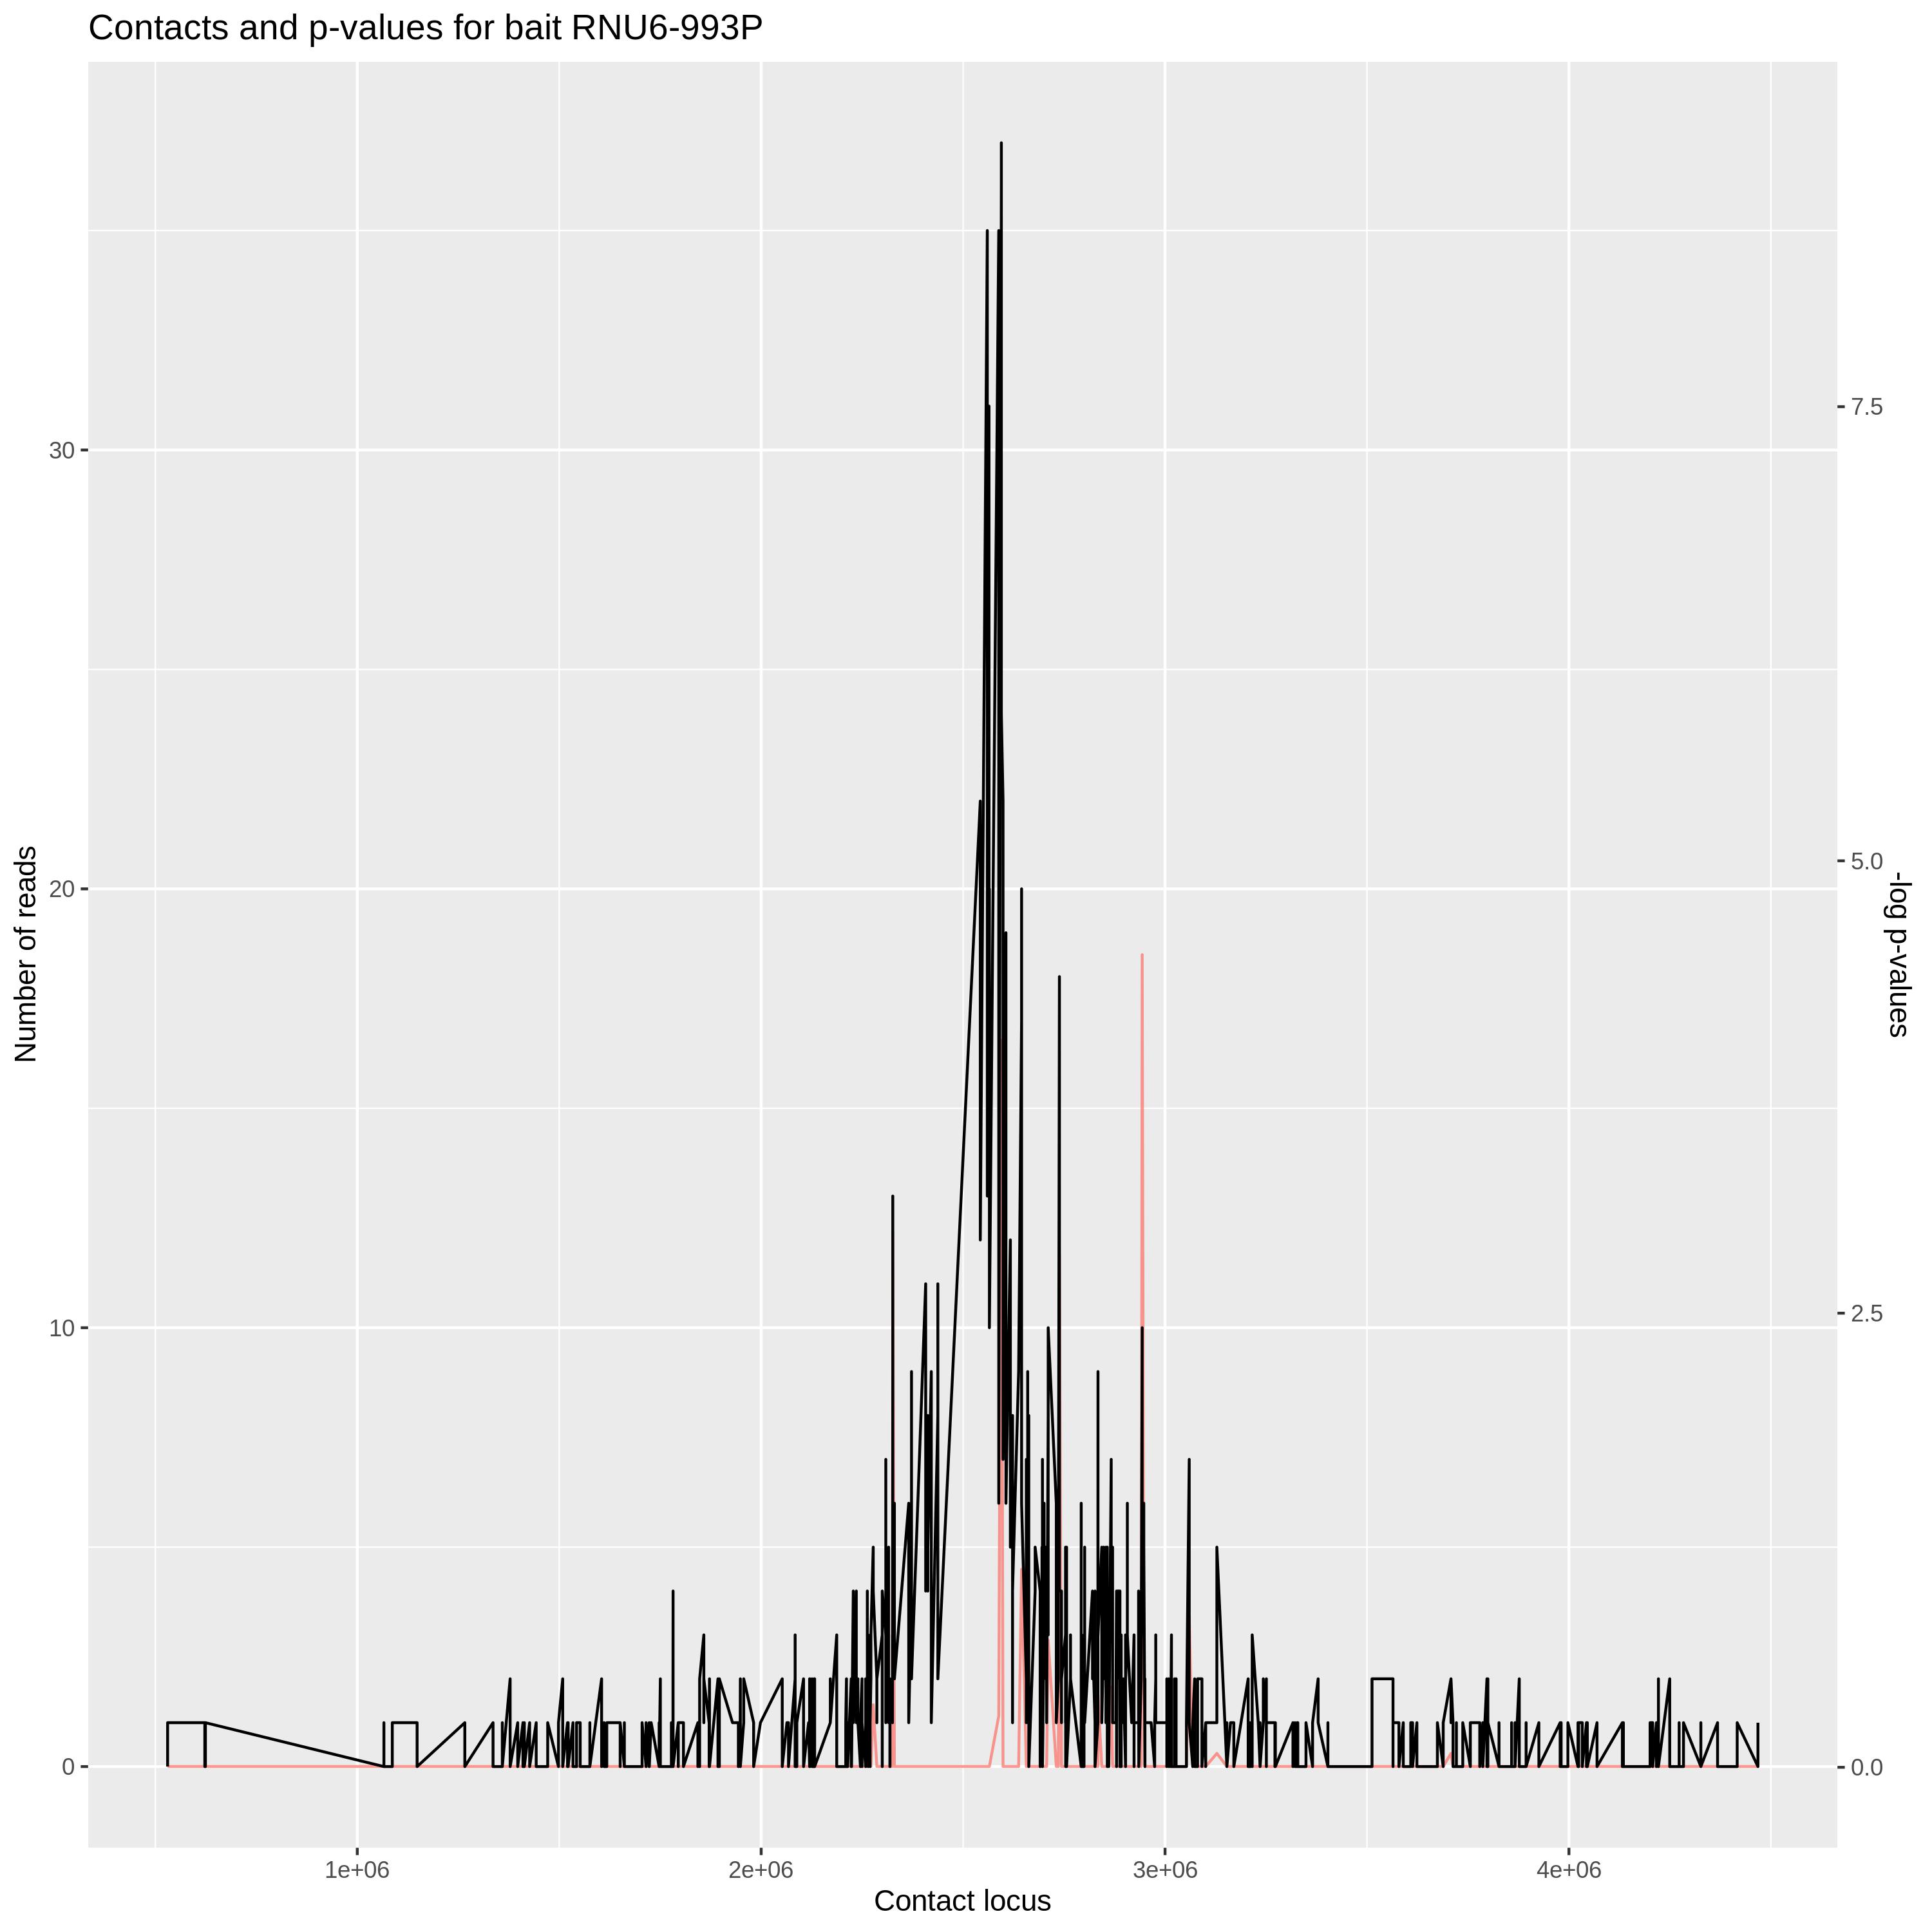 Contacts and p-values for bait RNU6-993P
30
20
10
0
Number of reads
7.5
5.0
2.5
0.0
-log p-values
1e+06
2e+06
3e+06
4e+06
Contact locus